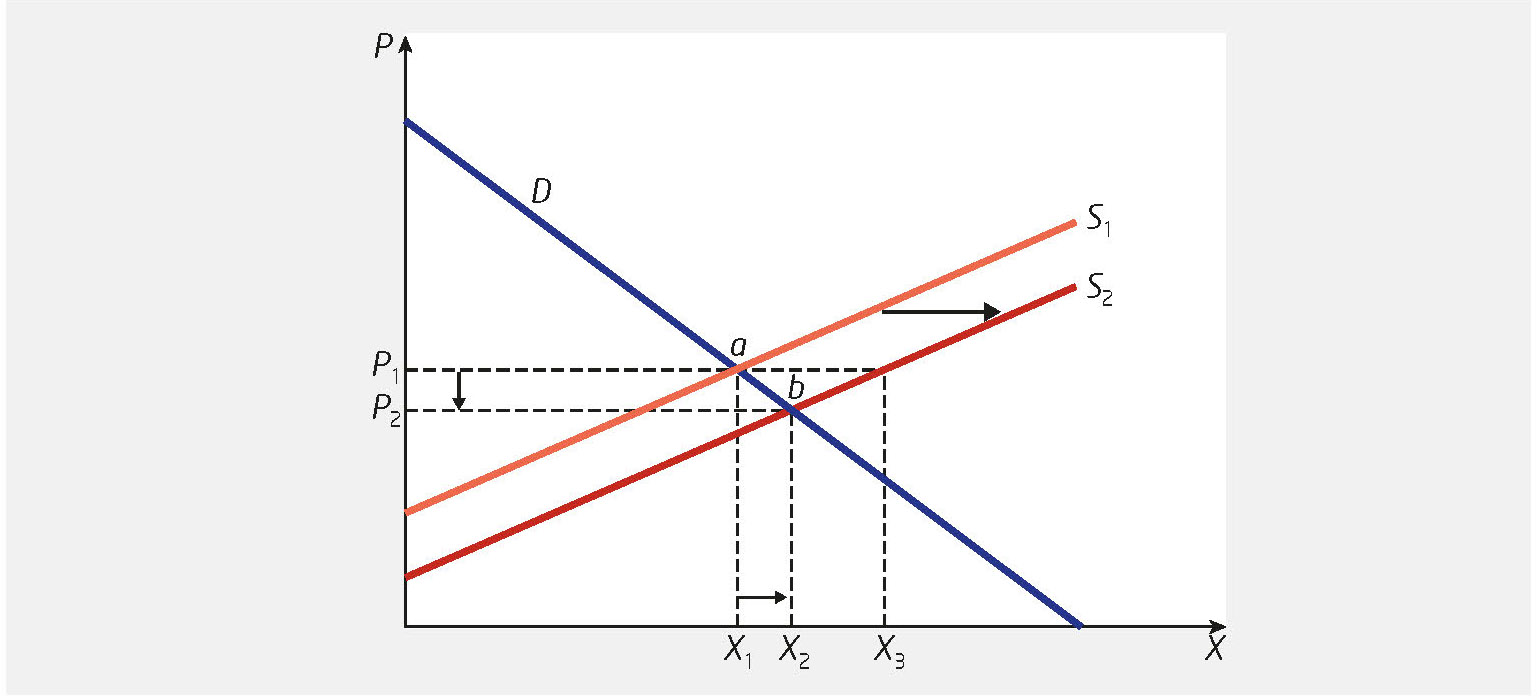 P
D
S₁
S₂
a
P₁
b
P₂
X₁ X₂ X₃ X